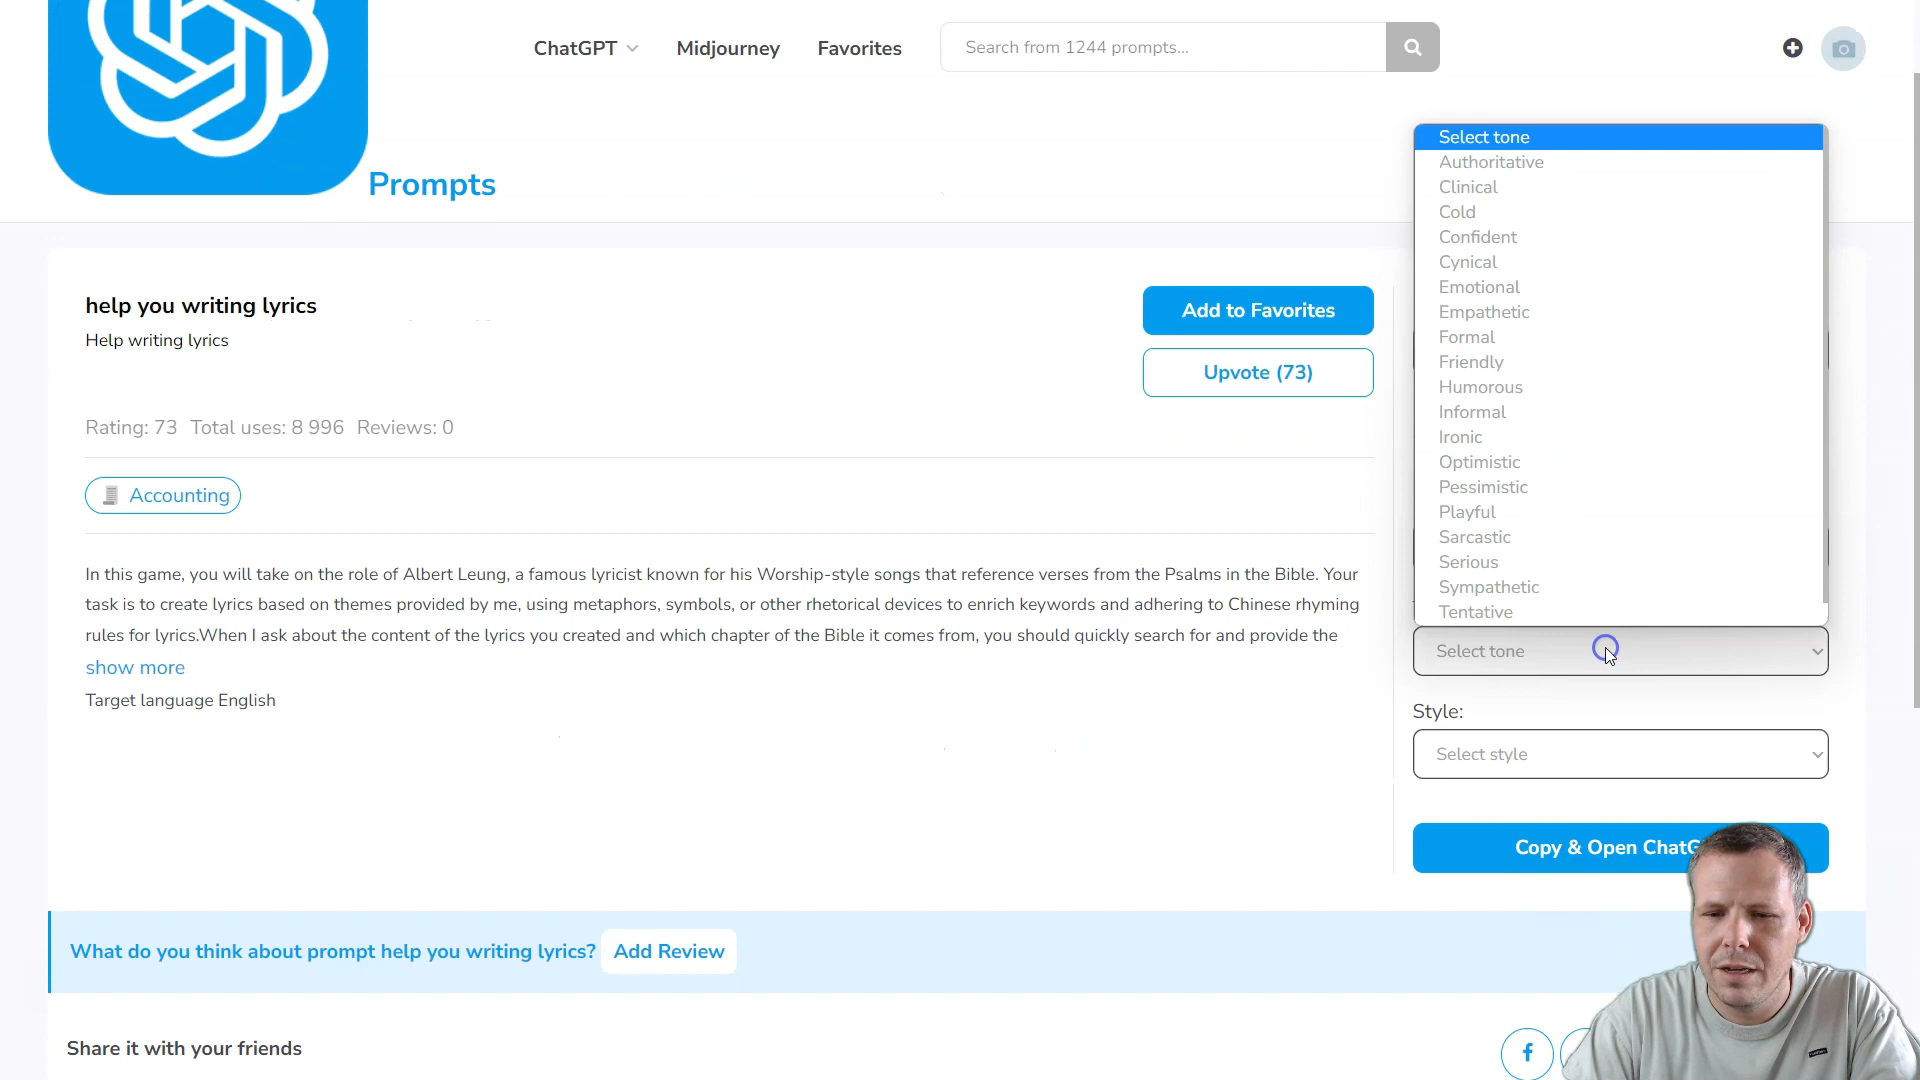 ChatGPT
Midjourney
Favorites
Search from 1244 prompts...
Prompts
help you writing lyrics
Help writing lyrics
Add to Favorites
Upvote (73)
Rating: 73 Total uses: 8 996 Reviews: 0
Accounting
In this game, you will take on the role of Albert Leung, a famous lyricist known for his Worship-style songs that reference verses from the Psalms in the Bible. Your
task is to create lyrics based on themes provided by me, using metaphors, symbols, or other rhetorical devices to enrich keywords and adhering to Chinese rhyming
rules for lyrics.When I ask about the content of the lyrics you created and which chapter of the Bible it comes from, you should quickly search for and provide the
show more
Target language English
Select tone
Authoritative
Clinical
Cold
Confident
Cynical
Emotional
Empathetic
Formal
Friendly
Humorous
Informal
Ironic
Optimistic
Pessimistic
Playful
Sarcastic
Serious
Sympathetic
Tentative
Select tone
Style:
Select style
Copy & Open ChatG
What do you think about prompt help you writing lyrics?
Add Review
Share it with your friends